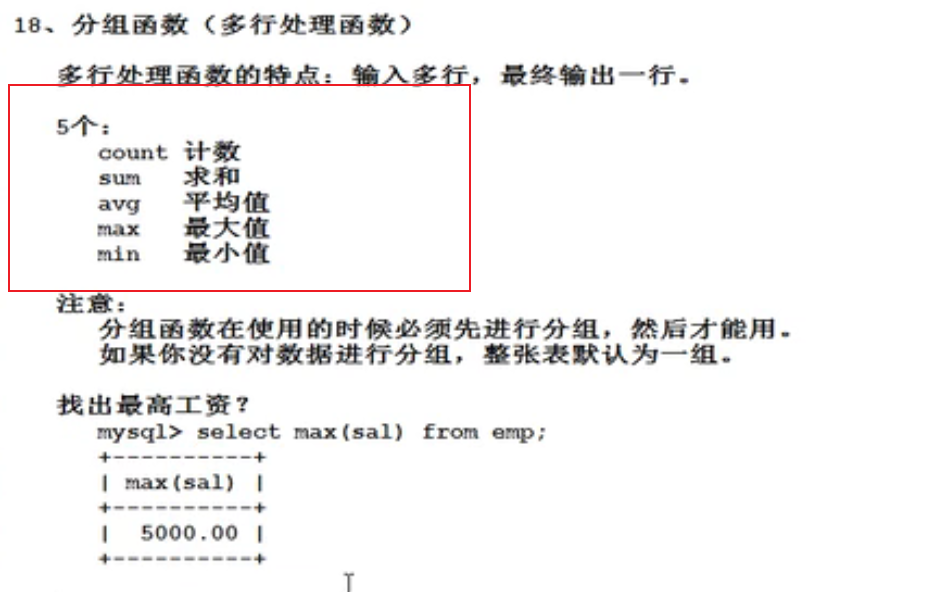 18、分组函数（多行处理函数）
多行处理函数的特点：输入多行，最终输出一行。
5个：
count 计数
sum 求和
avg 平均值
max 最大值
min 最小值
注意：
分组函数在使用的时候必须先进行分组，然后才能用。
如果你没有对数据进行分组，整张表默认为一组。
找出最高工资？
mysql> select max(sal) from emp;
+----------+
| max(sal) |
+----------+
| 5000.00 |
+----------+